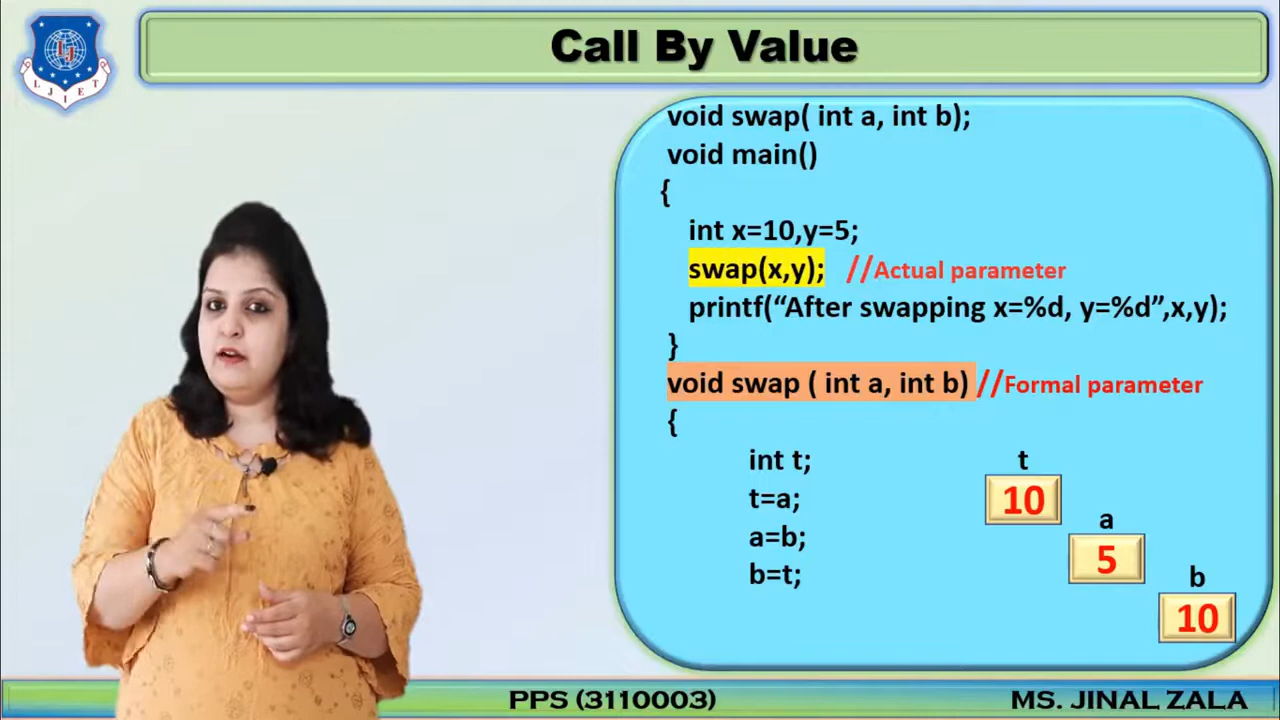 Call By Value
LJIET
void swap( int a, int b);
void main()
{
int x=10,y=5;
swap(x,y); //Actual parameter
printf(“After swapping x=%d, y=%d”,x,y);
}
void swap ( int a, int b) //Formal parameter
{
int t;
t=a;
a=b;
b=t;
t
10
a
5
b
10
PPS (3110003)
MS. JINAL ZALA